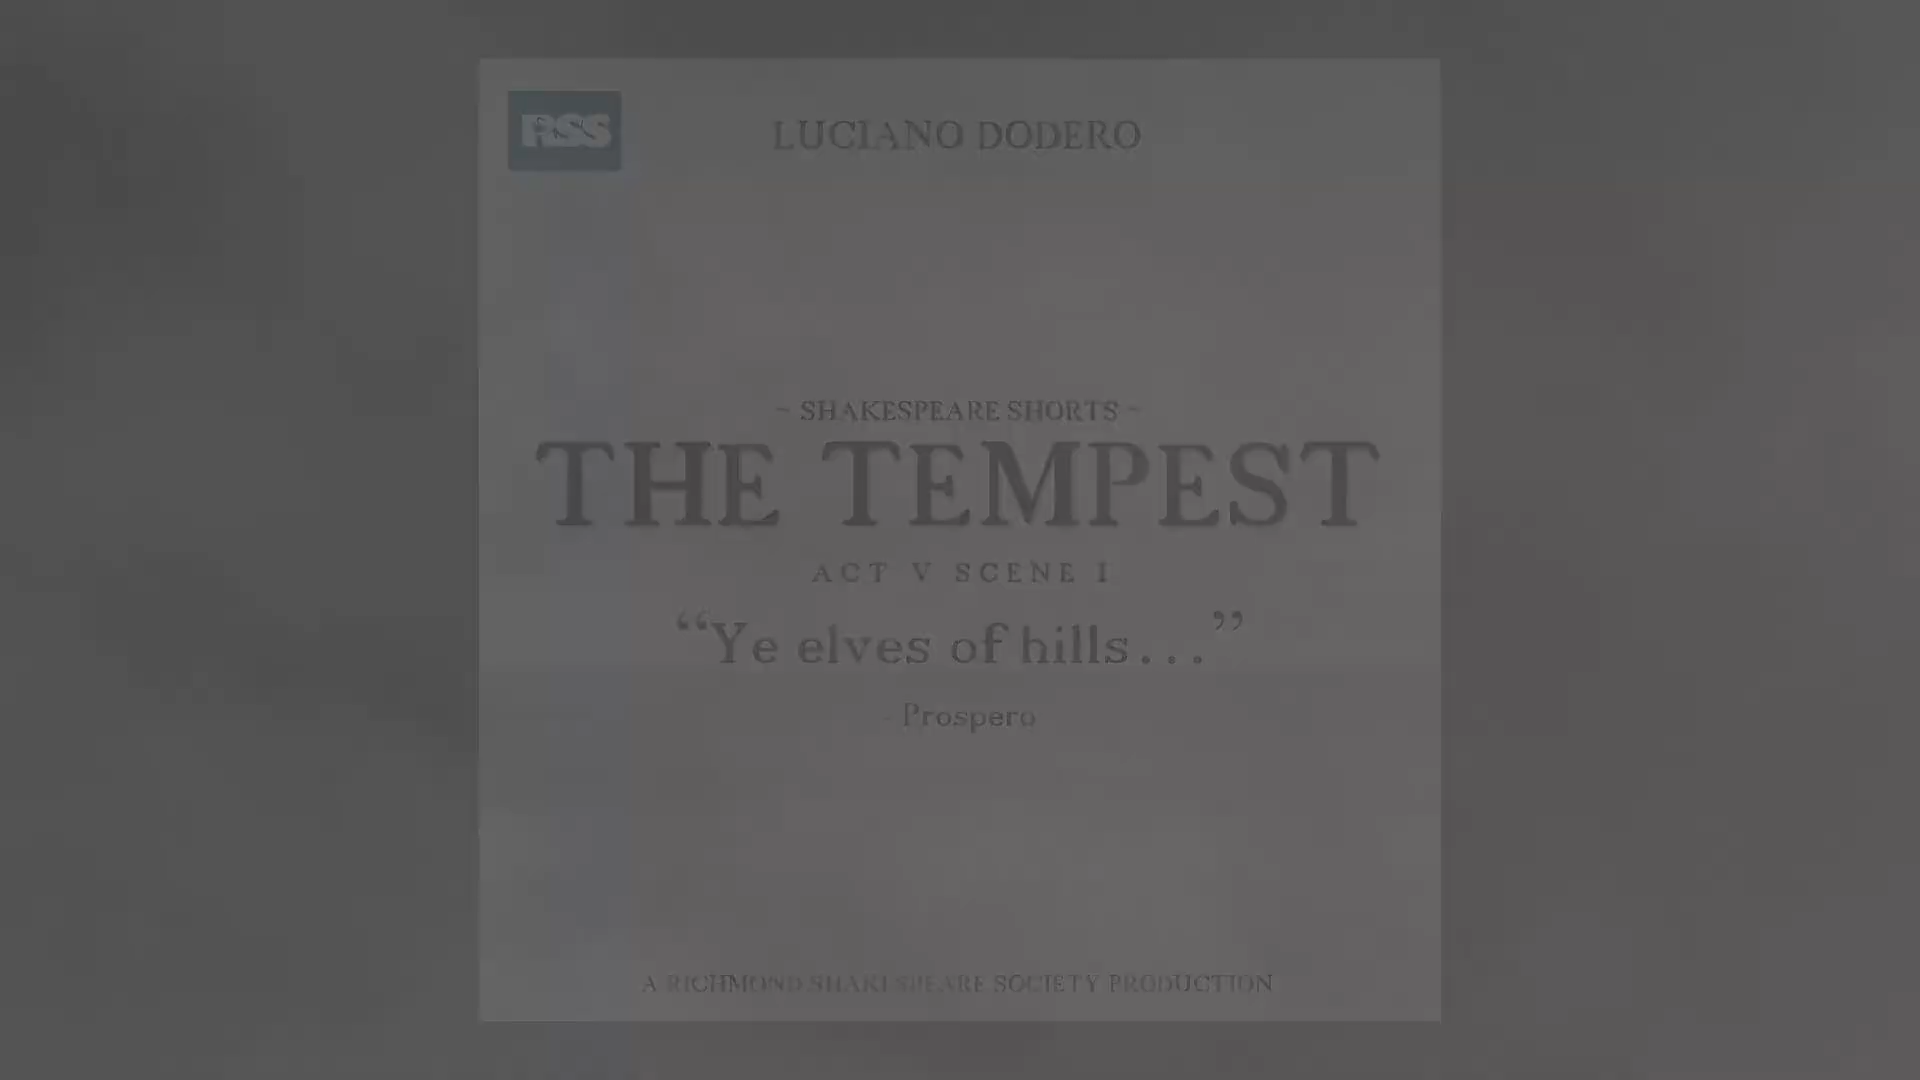 RSS
LUCIANO DODERO
~ SHAKESPEARE SHORTS ~
THE TEMPEST
ACT V SCENE I
“Ye elves of hills...”
- Prospero
A RICHMOND SHAKESPEARE SOCIETY PRODUCTION